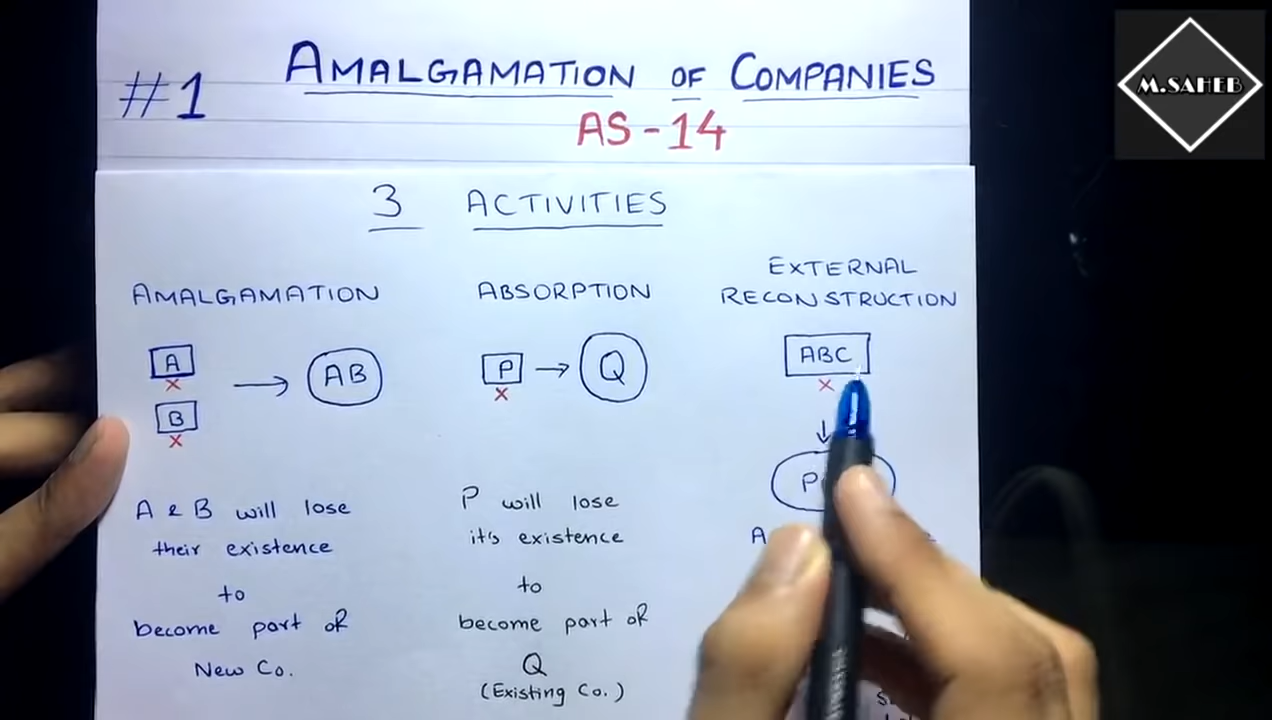 #1
AMALGAMATION OF COMPANIES
AS-14
M.SAHEB
3 ACTIVITIES
AMALGAMATION
A
x
B
x
AB
A & B will lose
their existence
to
become part of
New Co.
ABSORPTION
P
x
Q
P will lose
it's existence
to
become part of
Q
(Existing Co.)
EXTERNAL
RECONSTRUCTION
ABC
x
P
A